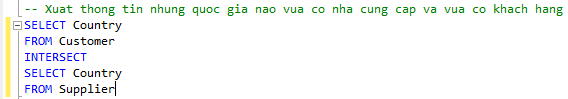 -- Xuat thong tin nhung quoc gia nao vua co nha cung cap va vua co khach hang
SELECT Country
FROM Customer
INTERSECT
SELECT Country
FROM Supplier